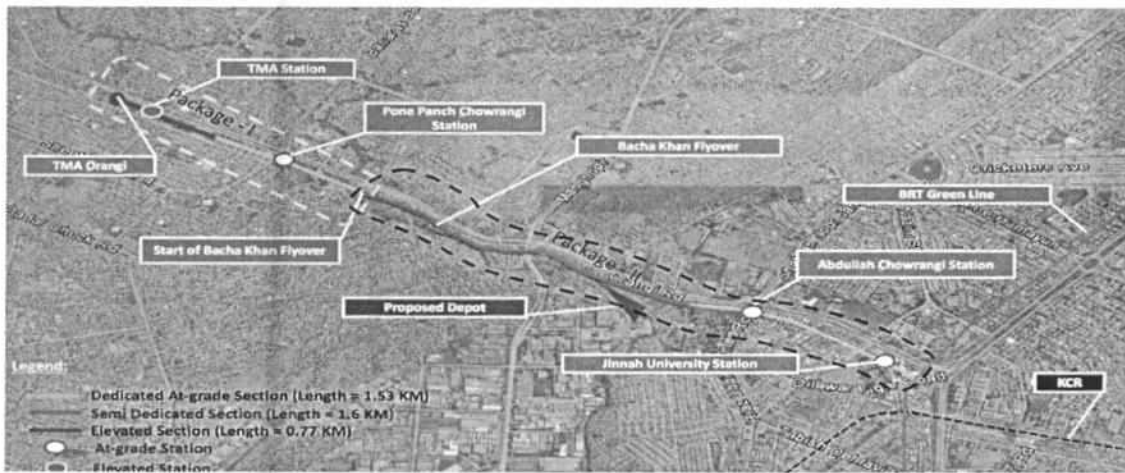 TMA Station
Package - I
Pone Panch Chowrangi
Station
Bacha Khan Flyover
TMA Orangi
BRT Green Line
Start of Bacha Khan Flyover
Package - II
Abdullah Chowrangi Station
Proposed Depot
Jinnah University Station
KCR
Legend:
Dedicated At-grade Section (Length = 1.53 KM)
Semi Dedicated Section (Length = 1.6 KM)
Elevated Section (Length = 0.77 KM)
At-grade Station
Elevated Station